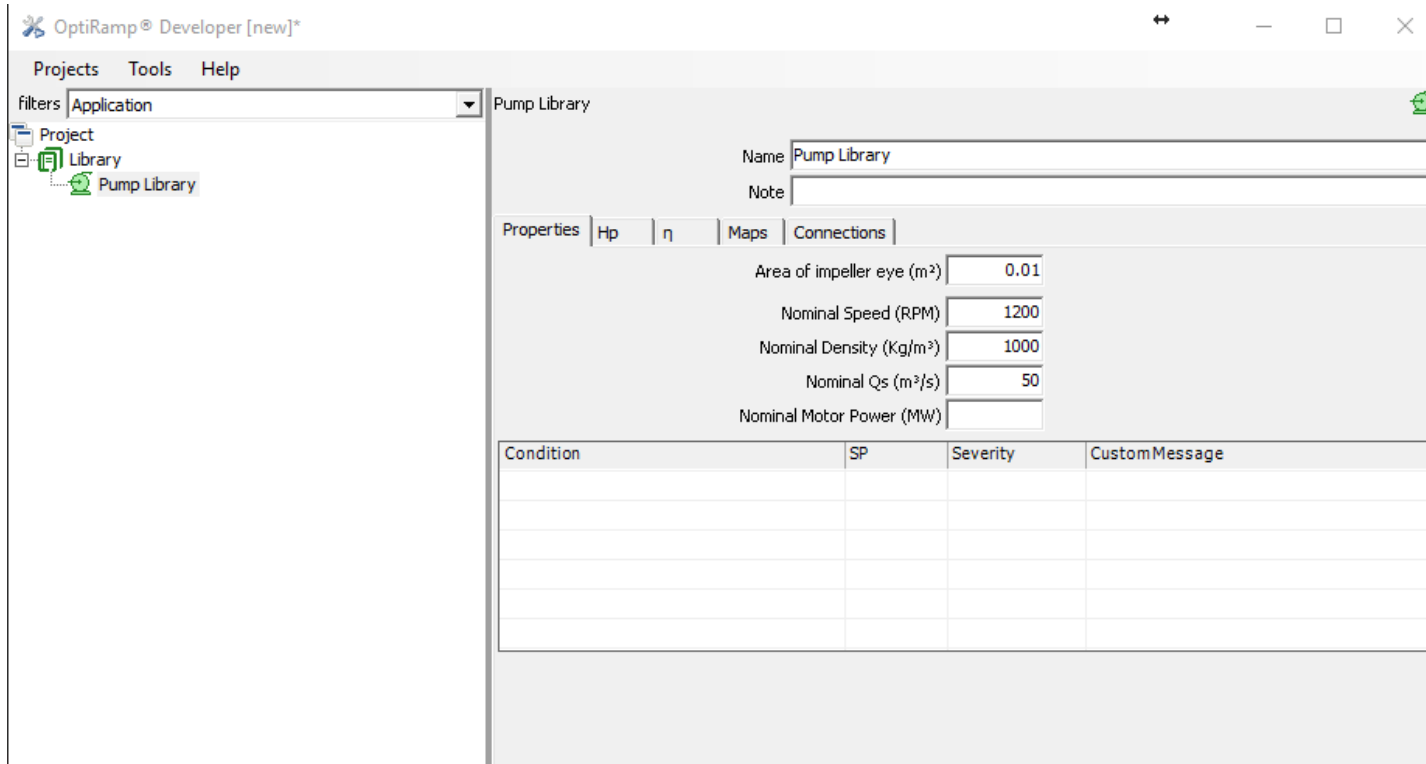 OptiRamp® Developer [new]*
Projects Tools Help
filters Application
Project
Library
Pump Library
Pump Library
Name Pump Library
Note
Properties Hp η Maps Connections
Area of impeller eye (m²) 0.01
Nominal Speed (RPM) 1200
Nominal Density (Kg/m³) 1000
Nominal Qs (m³/s) 50
Nominal Motor Power (MW)
Condition SP Severity CustomMessage